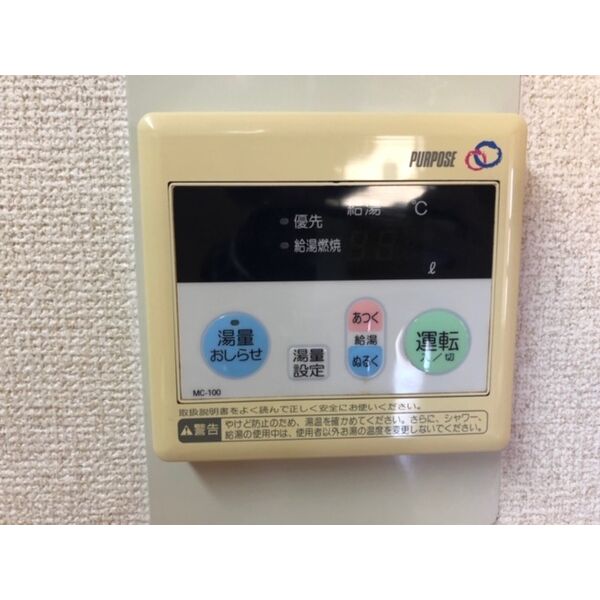 PURPOSE
給湯 ℃
優先
給湯燃焼
ℓ
湯量
おしらせ
湯量
設定
あつく
給湯
ぬるく
運転
入/切
MC-100
取扱説明書をよく読んで正しく安全にお使いください。
警告
やけど防止のため、湯温を確かめてください。さらに、シャワー、
給湯の使用中は、使用者以外お湯の温度を変更しないでください。